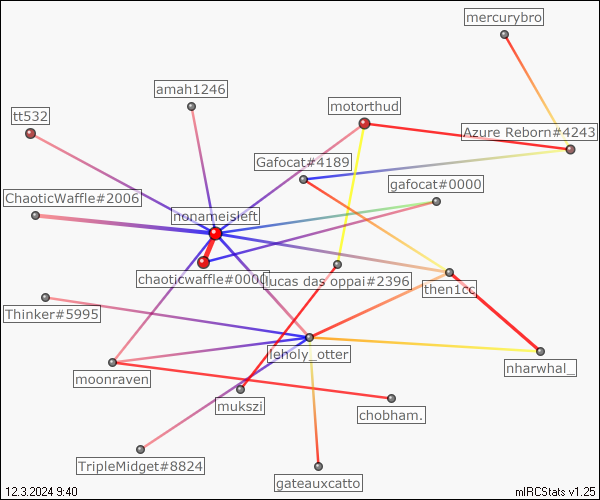 mercurybro
amah1246
tt532
motorthud
Azure Reborn#4243
Gafocat#4189
gafocat#0000
ChaoticWaffle#2006
nonameisleft
chaoticwaffle#0000
lucas das oppai#2396
then1cc
Thinker#5995
leholy_otter
nharwhal_
moonraven
mukszi
chobham.
TripleMidget#8824
gateauxcatto
12.3.2024 9:40
mIRCStats v1.25